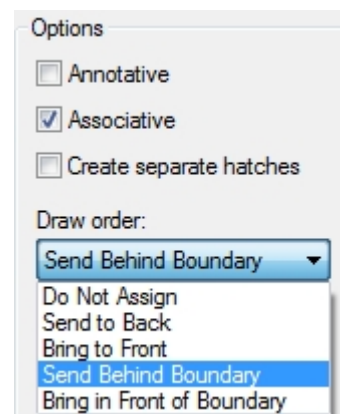 Options
Annotative
Associative
Create separate hatches
Draw order:
Send Behind Boundary
Do Not Assign
Send to Back
Bring to Front
Send Behind Boundary
Bring in Front of Boundary